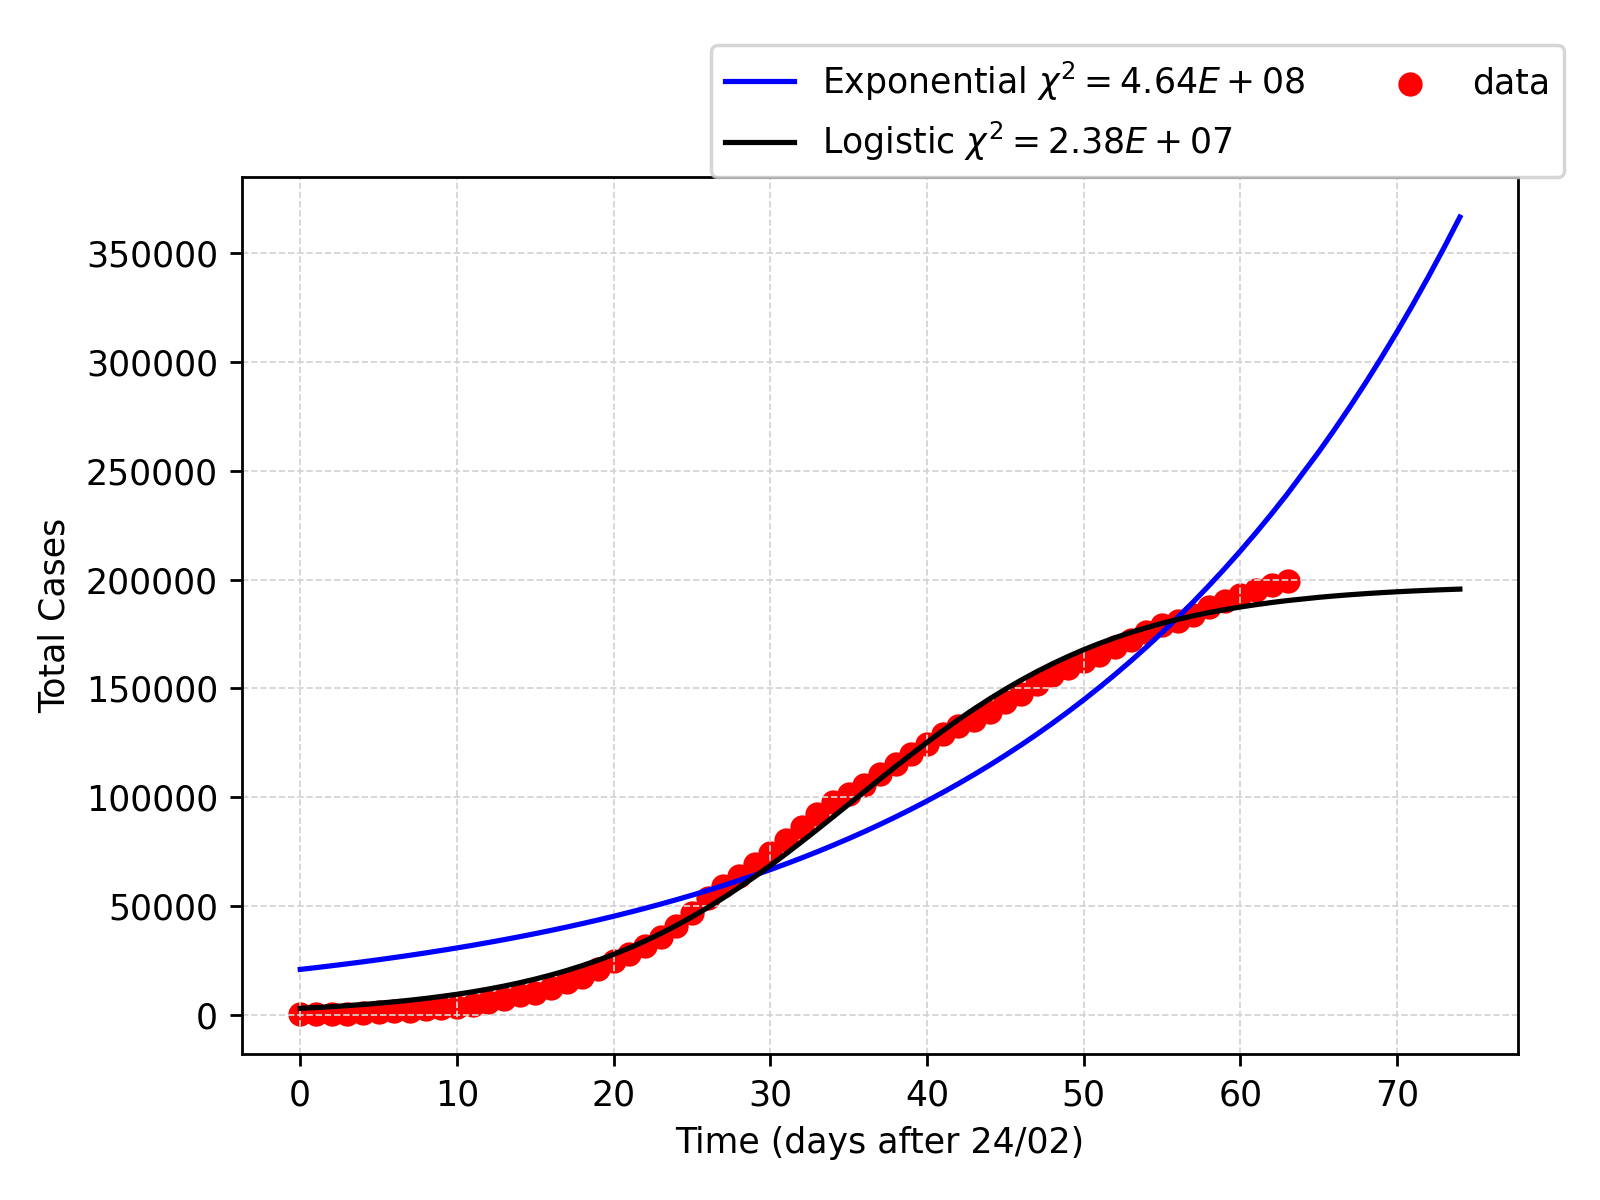 Exponential χ² = 4.64E + 08
data
Logistic χ² = 2.38E + 07
350000
300000
250000
200000
150000
100000
50000
0
Total Cases
0 10 20 30 40 50 60 70
Time (days after 24/02)